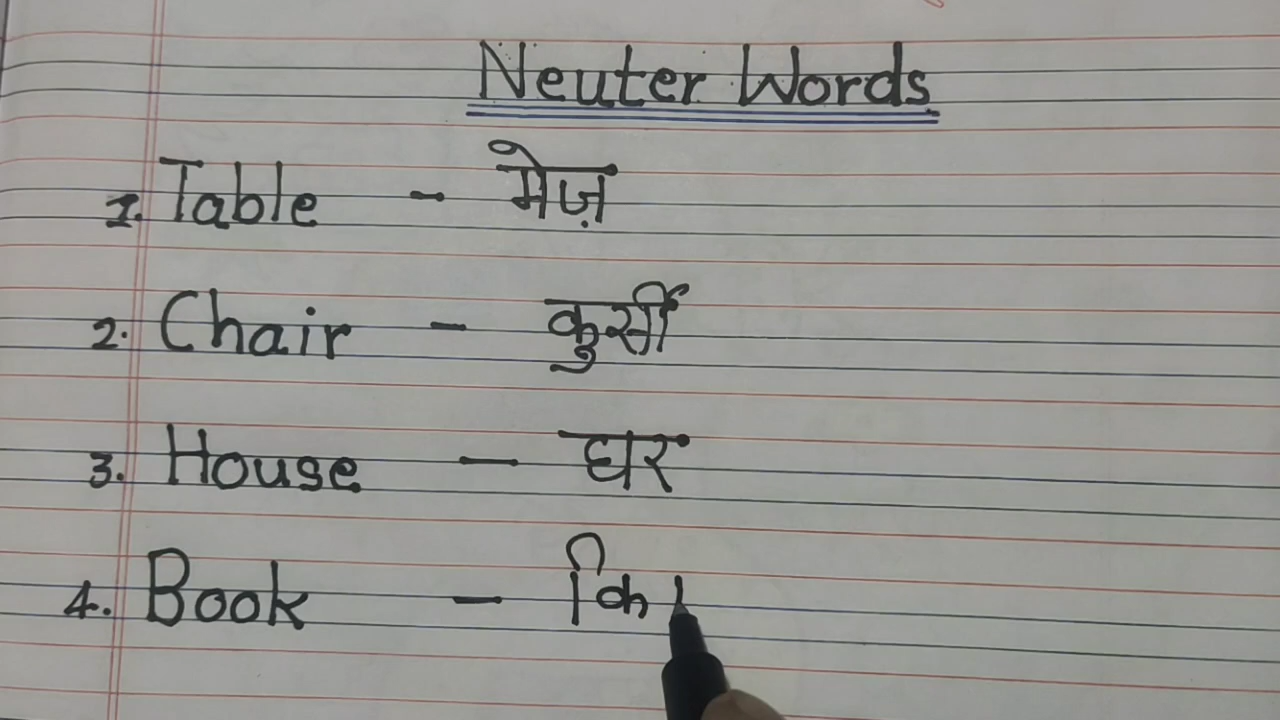 Neuter Words
1. Table - मेज़
2. Chair - कुर्सी
3. House - घर
4. Book - कि